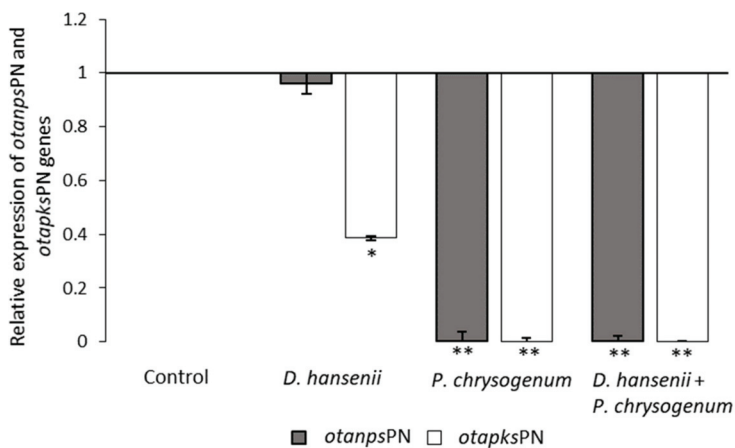 Relative expression of otanpsPN and
otapksPN genes
1.2
1
0.8
0.6
0.4
0.2
0
*
**
**
**
**
Control
D. hansenii
P. chrysogenum
D. hansenii +
P. chrysogenum
otanpsPN
otapksPN